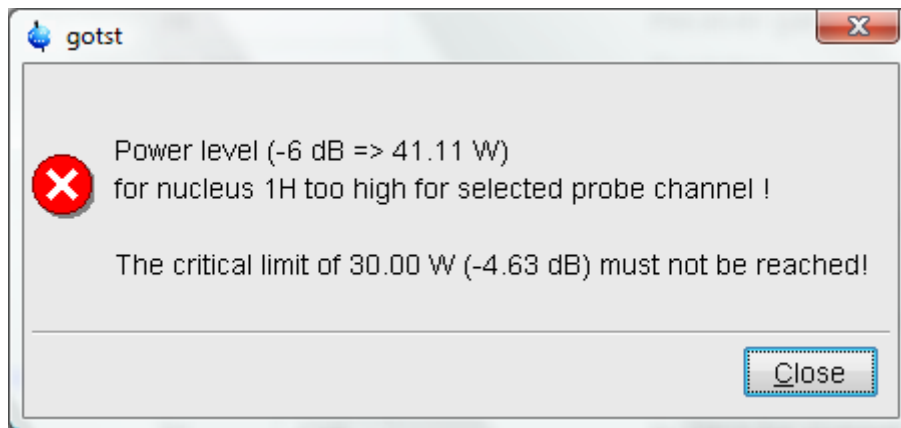 gotst
Power level (-6 dB => 41.11 W)
for nucleus 1H too high for selected probe channel !
The critical limit of 30.00 W (-4.63 dB) must not be reached!
Close